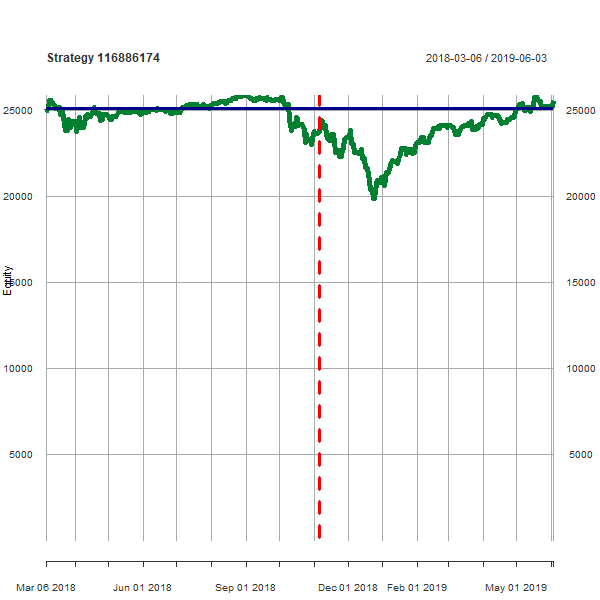 Strategy 116886174
2018-03-06 / 2019-06-03
25000
25000
20000
20000
Equity
15000
15000
10000
10000
5000
5000
Mar 06 2018
Jun 01 2018
Sep 01 2018
Dec 01 2018
Feb 01 2019
May 01 2019